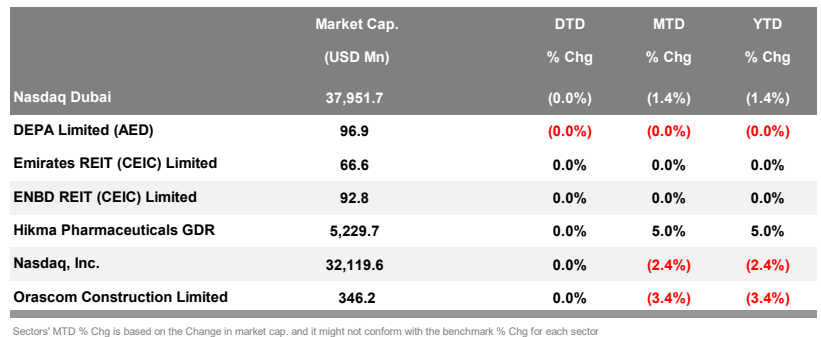 Market Cap. DTD MTD YTD
(USD Mn) % Chg % Chg % Chg
Nasdaq Dubai 37,951.7 (0.0%) (1.4%) (1.4%)
DEPA Limited (AED) 96.9 (0.0%) (0.0%) (0.0%)
Emirates REIT (CEIC) Limited 66.6 0.0% 0.0% 0.0%
ENBD REIT (CEIC) Limited 92.8 0.0% 0.0% 0.0%
Hikma Pharmaceuticals GDR 5,229.7 0.0% 5.0% 5.0%
Nasdaq, Inc. 32,119.6 0.0% (2.4%) (2.4%)
Orascom Construction Limited 346.2 0.0% (3.4%) (3.4%)
Sectors' MTD % Chg is based on the Change in market cap. and it might not conform with the benchmark % Chg for each sector